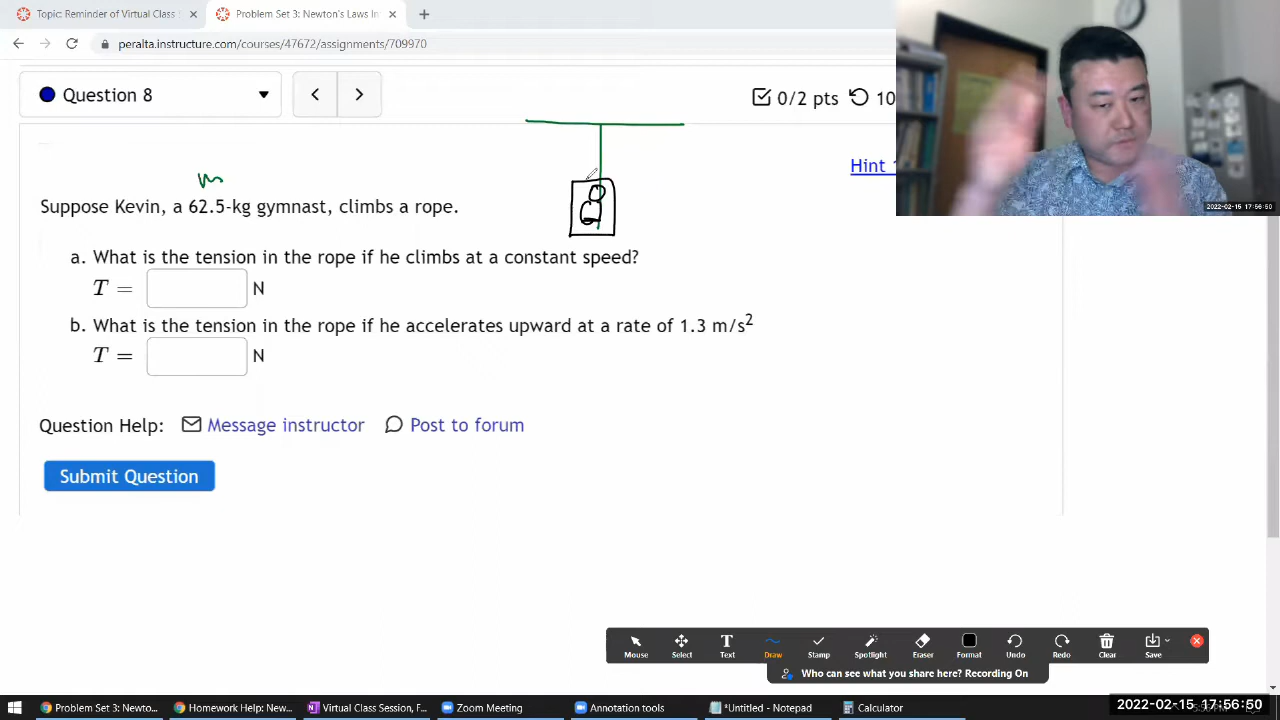 Topic: Reminder of Virtual Class
Problem Set 3: Newton's Laws In
peralta.instructure.com/courses/47672/assignments/709970
Question 8
0/2 pts
10
2022-02-15 17:56:50
Hint
m
Suppose Kevin, a 62.5-kg gymnast, climbs a rope.
a. What is the tension in the rope if he climbs at a constant speed?
T = N
b. What is the tension in the rope if he accelerates upward at a rate of 1.3 m/s²
T = N
Question Help: Message instructor Post to forum
Submit Question
Mouse Select Text Draw Stamp Spotlight Eraser Format Undo Redo Clear Save
Who can see what you share here? Recording On
Problem Set 3: Newto... Homework Help: New... Virtual Class Session, F... Zoom Meeting Annotation tools *Untitled - Notepad Calculator
2022-02-15 17:56:50